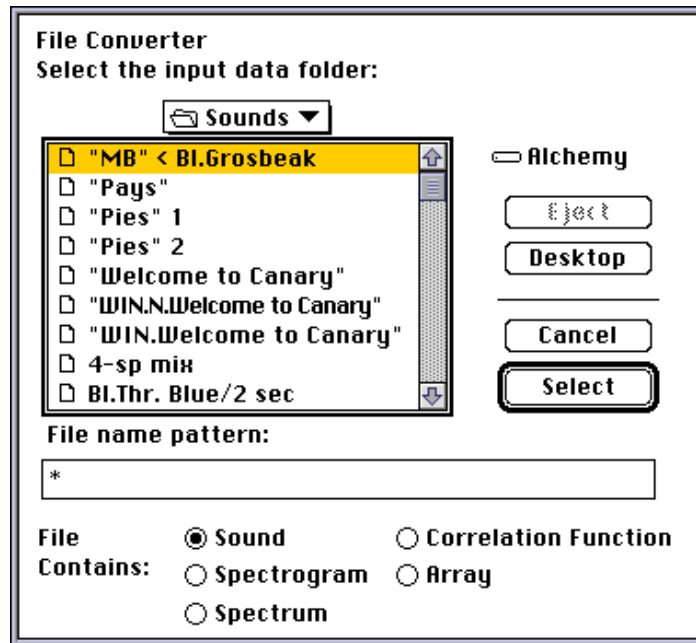 File Converter
Select the input data folder:
Sounds
"MB" < Bl.Grosbeak
"Pays"
"Pies" 1
"Pies" 2
"Welcome to Canary"
"WIN.N.Welcome to Canary"
"WIN.Welcome to Canary"
4-sp mix
Bl.Thr. Blue/2 sec
Alchemy
Eject
Desktop
Cancel
Select
File name pattern:
*
File Contains:
Sound
Spectrogram
Spectrum
Correlation Function
Array